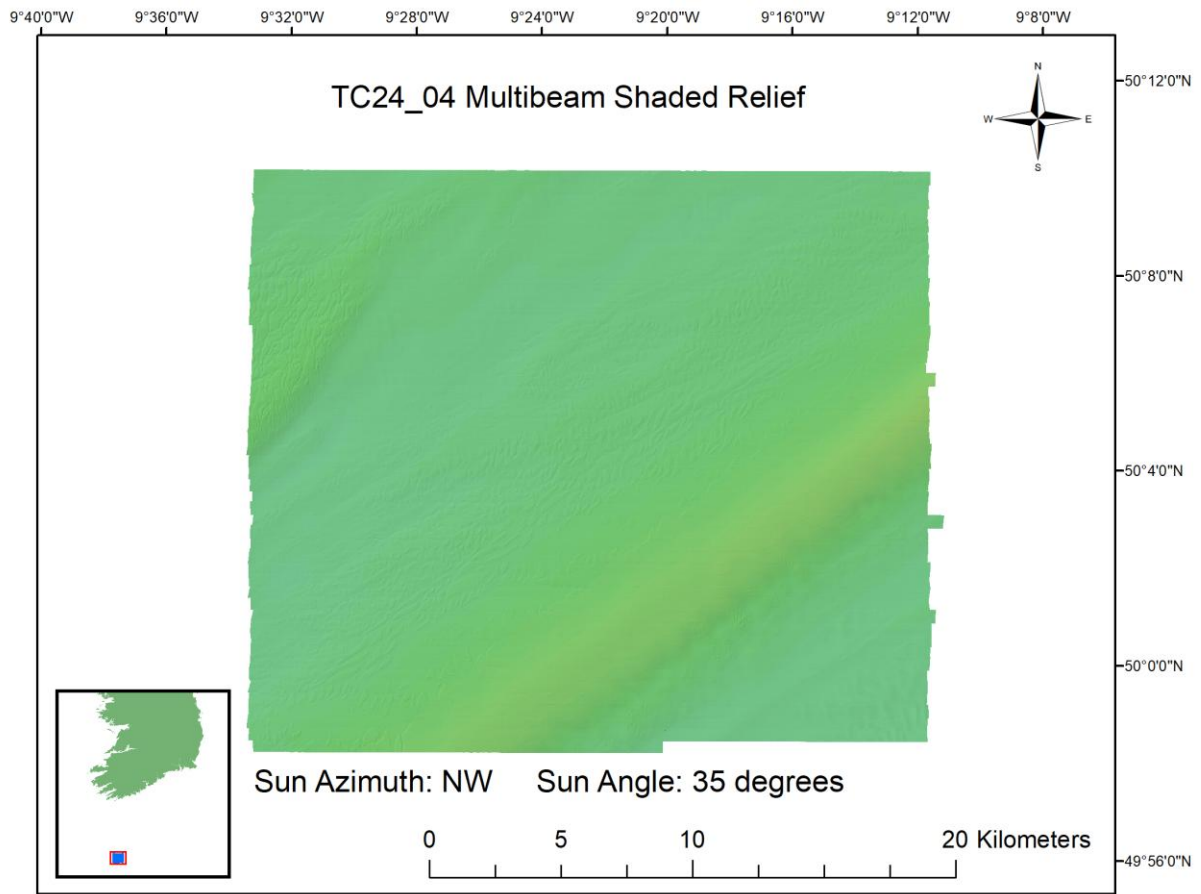 9°40'0"W 9°36'0"W 9°32'0"W 9°28'0"W 9°24'0"W 9°20'0"W 9°16'0"W 9°12'0"W 9°8'0"W
N
50°12'0"N
TC24_04 Multibeam Shaded Relief
W E
S
50°8'0"N
50°4'0"N
50°0'0"N
Sun Azimuth: NW Sun Angle: 35 degrees
0 5 10 20 Kilometers
49°56'0"N